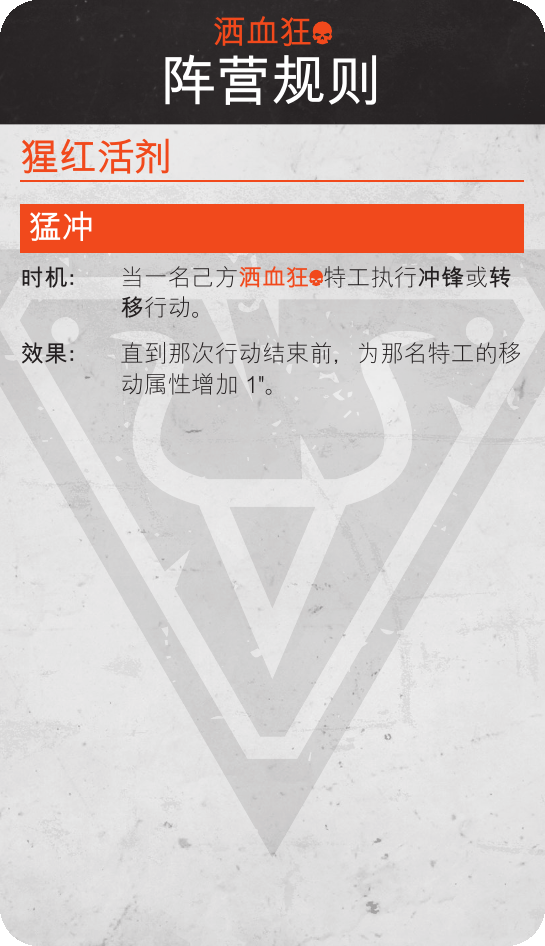 洒血狂
阵营规则
猩红活剂
猛冲
时机: 当一名己方洒血狂特工执行冲锋或转
移行动。
效果: 直到那次行动结束前，为那名特工的移
动属性增加 1"。